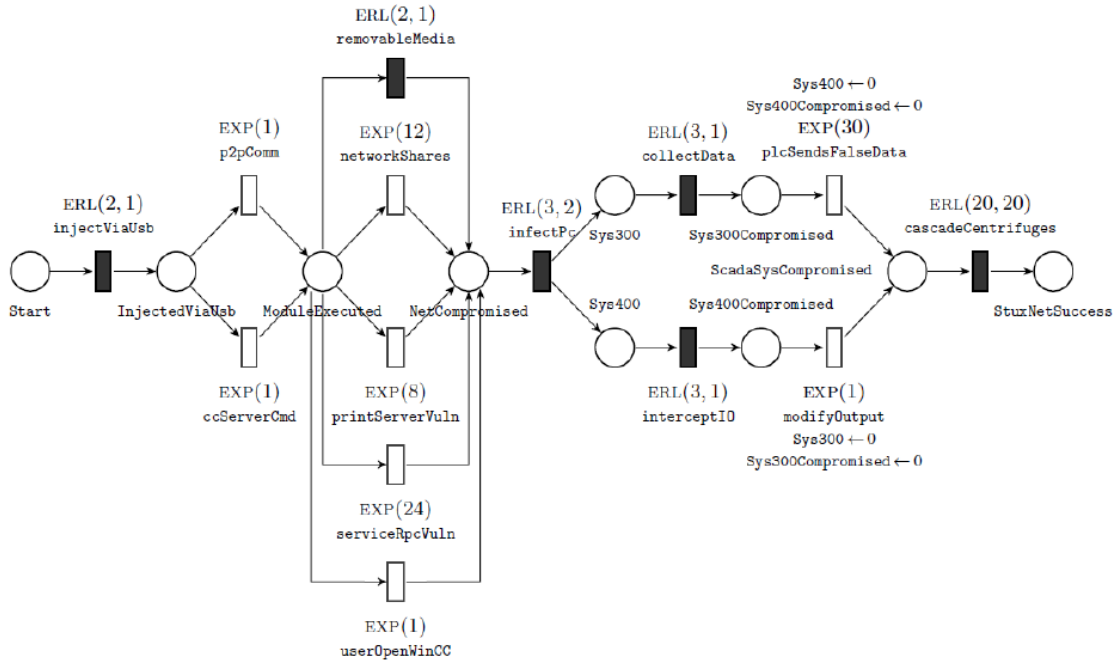 ERL(2, 1)
removableMedia
Sys400 ← 0
Sys400Compromised ← 0
EXP(1)
p2pComm
EXP(12)
networkShares
ERL(3, 1)
collectData
EXP(30)
plcSendsFalseData
ERL(2, 1)
injectViaUsb
ERL(3, 2)
infectPc
Sys300
Sys300Compromised
ERL(20, 20)
cascadeCentrifuges
ScadaSysCompromised
Start
InjectedViaUsb
ModuleExecuted
NetCompromised
Sys400
Sys400Compromised
StuxNetSuccess
EXP(1)
ccServerCmd
EXP(8)
printServerVuln
ERL(3, 1)
interceptIO
EXP(1)
modifyOutput
Sys300 ← 0
Sys300Compromised ← 0
EXP(24)
serviceRpcVuln
EXP(1)
userOpenWinCC